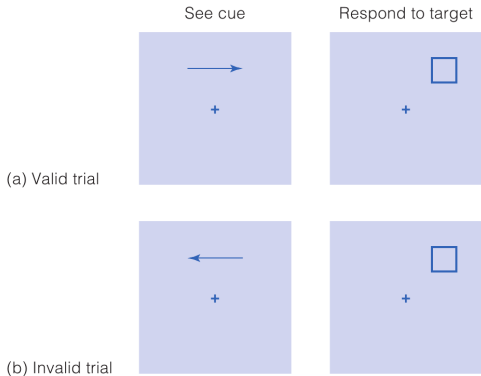 See cue
Respond to target
(a) Valid trial
(b) Invalid trial